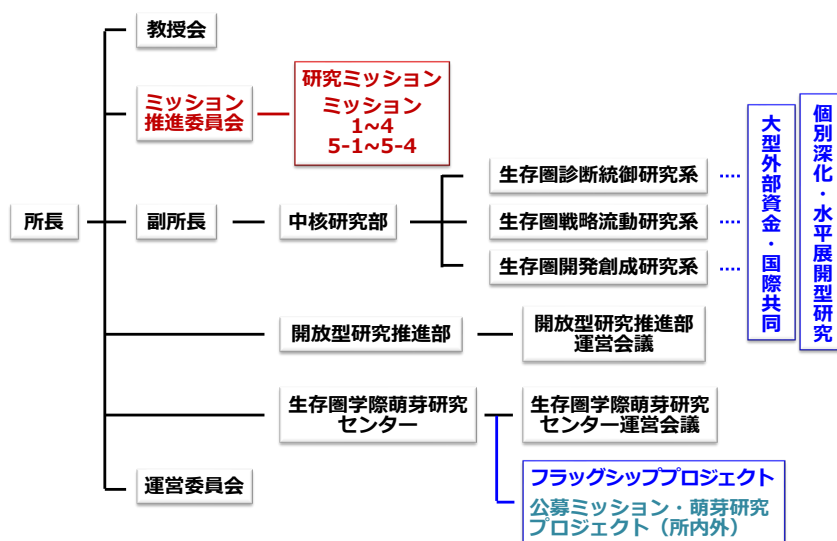 教授会
ミッション
推進委員会
研究ミッション
ミッション
1~4
5-1~5-4
所長
副所長
中核研究部
生存圏診断統御研究系
生存圏戦略流動研究系
生存圏開発創成研究系
大型外部資金・国際共同
個別深化・水平展開型研究
開放型研究推進部
開放型研究推進部
運営会議
生存圏学際萌芽研究
センター
生存圏学際萌芽研究
センター運営会議
運営委員会
フラッグシッププロジェクト
公募ミッション・萌芽研究
プロジェクト（所内外）